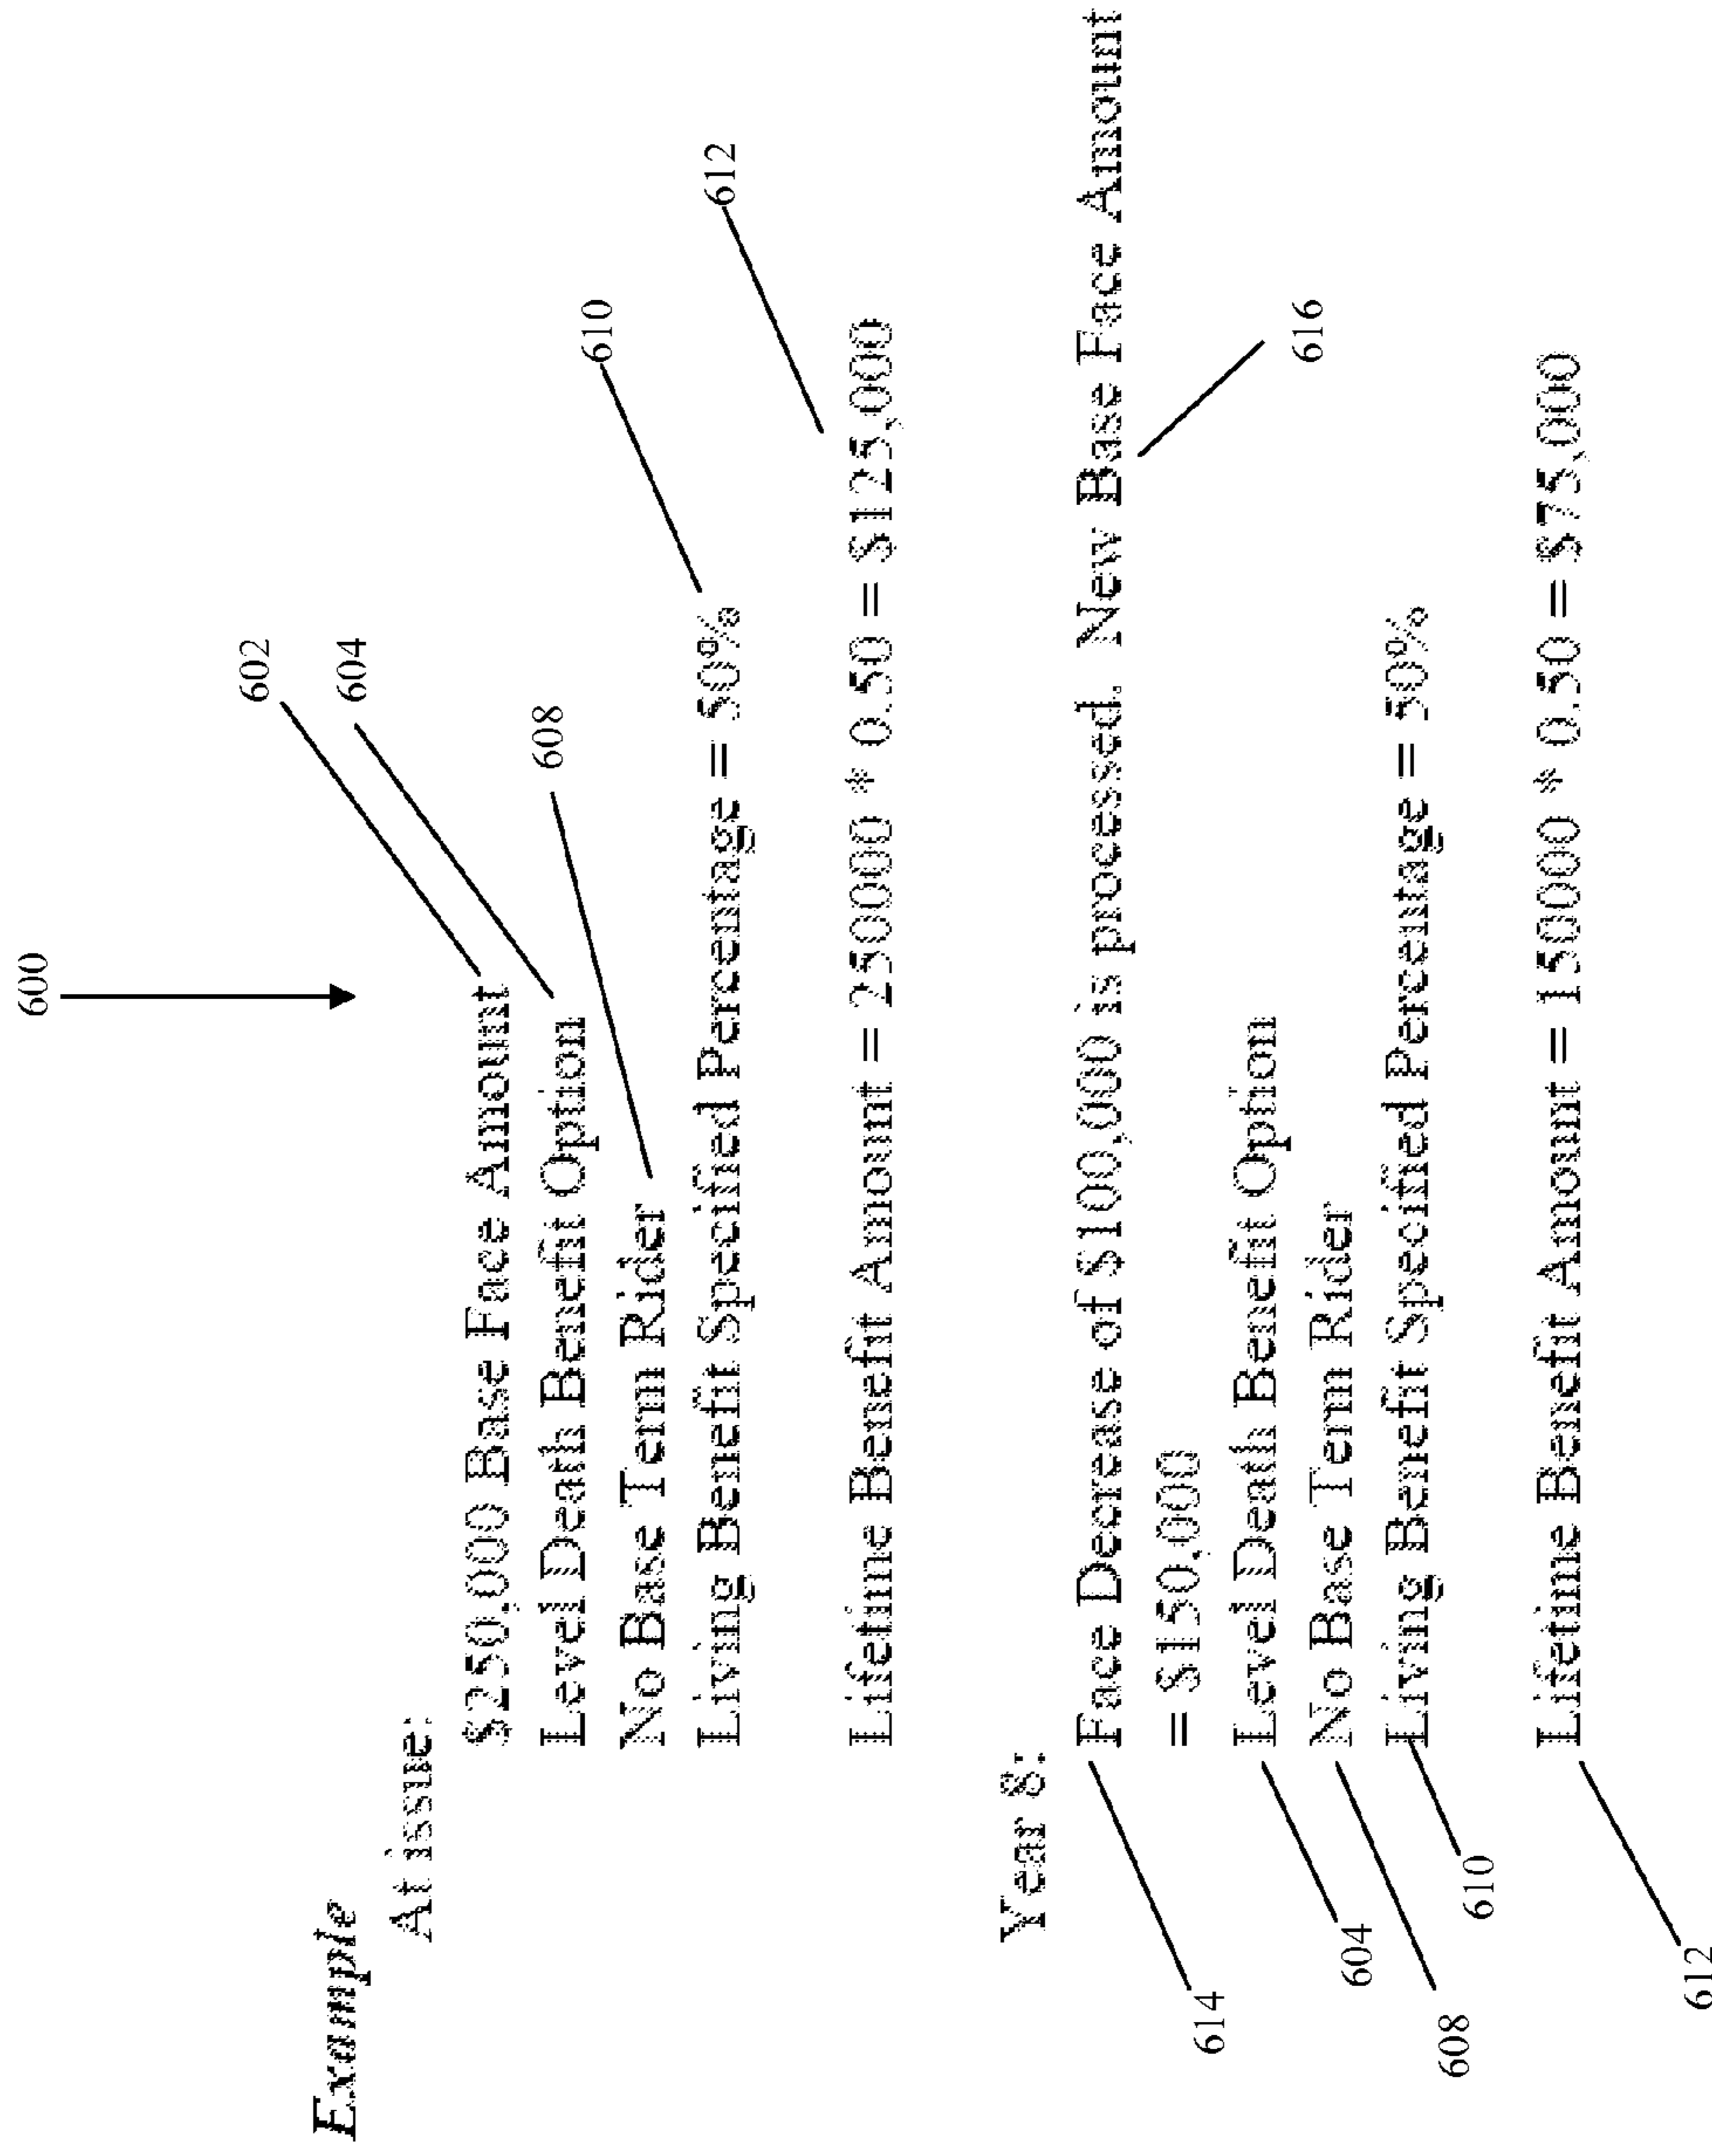 600
Example
At issue:
$250,000 Base Face Amount
602
Level Death Benefit Option
604
No Base Term Rider
608
Living Benefit Specified Percentage = 50%
610
Lifetime Benefit Amount = 250000 * 0.50 = $125,000
612
Year 8:
614
Face Decrease of $100,000 is processed. New Base Face Amount
= $150,000
616
604
Level Death Benefit Option
608
No Base Term Rider
610
Living Benefit Specified Percentage = 50%
612
Lifetime Benefit Amount = 150000 * 0.50 = $75,000